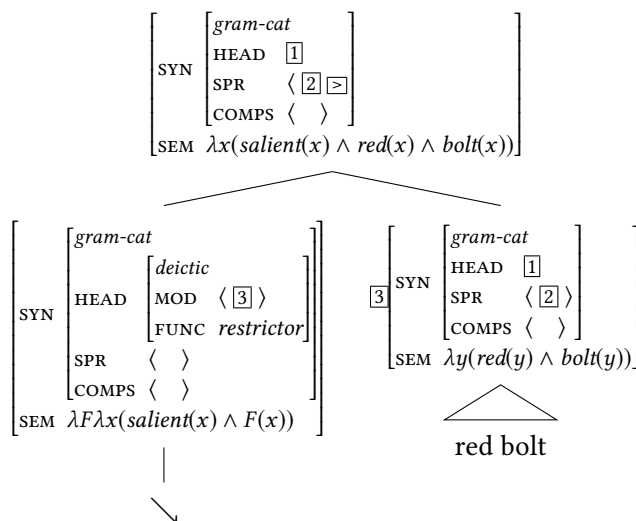 gram-cat
HEAD 1
SYN SPR ⟨ 2 >
COMPS ⟨ ⟩
SEM λx(salient(x) ∧ red(x) ∧ bolt(x))
gram-cat
deictic
HEAD MOD ⟨ 3 ⟩
SYN FUNC restrictor
SPR ⟨ ⟩
COMPS ⟨ ⟩
SEM λFλx(salient(x) ∧ F(x))
↘
gram-cat
HEAD 1
3 SYN SPR ⟨ 2 ⟩
COMPS ⟨ ⟩
SEM λy(red(y) ∧ bolt(y))
red bolt